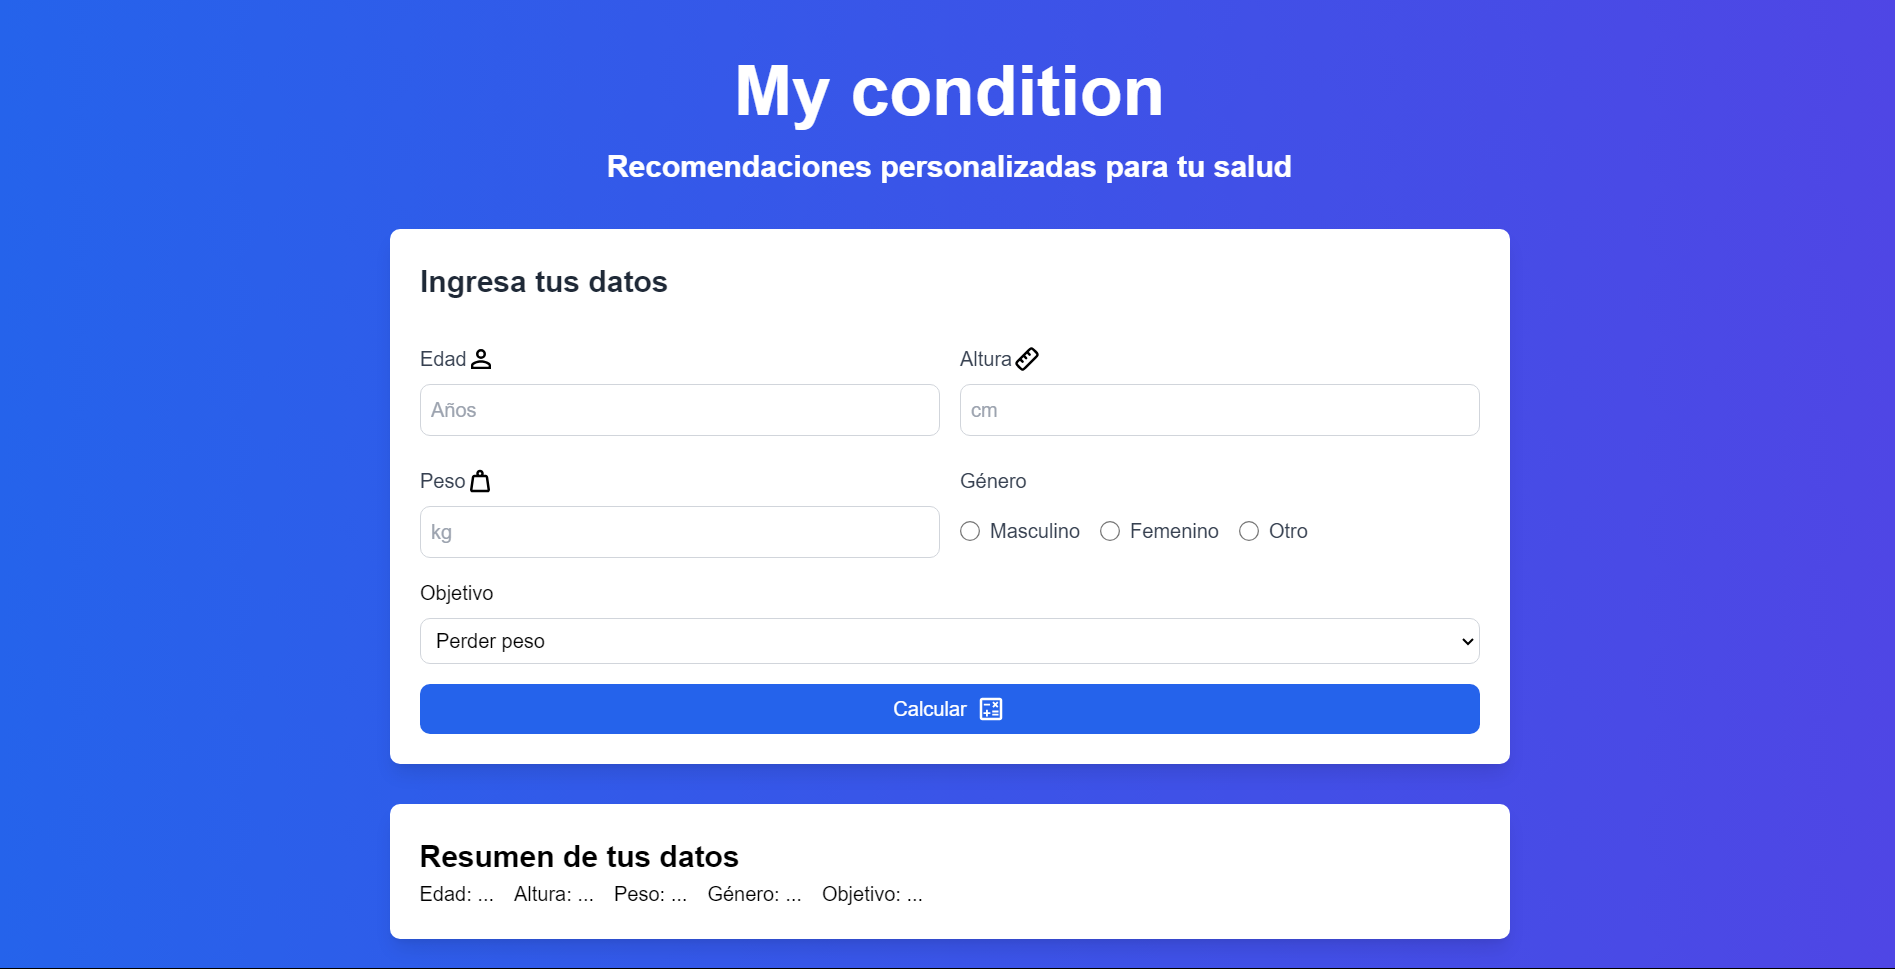 My condition
Recomendaciones personalizadas para tu salud
Ingresa tus datos
Edad
Altura
Años
cm
Peso
Género
kg
Masculino Femenino Otro
Objetivo
Perder peso
Calcular
Resumen de tus datos
Edad: ... Altura: ... Peso: ... Género: ... Objetivo: ...